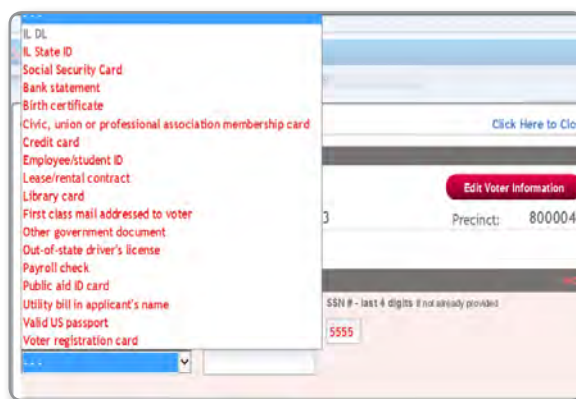 - - -
IL DL
IL State ID
Social Security Card
Bank statement
Birth certificate
Civic, union or professional association membership card
Click Here to Clo
Credit card
Employee/student ID
Lease/rental contract
Edit Voter Information
Library card
First class mail addressed to voter
3
Precinct: 800004
Other government document
Out-of-state driver's license
Payroll check
Public aid ID card
Utility bill in applicant's name
SSN # - last 4 digits if not already provided
Valid US passport
5555
Voter registration card
- - -